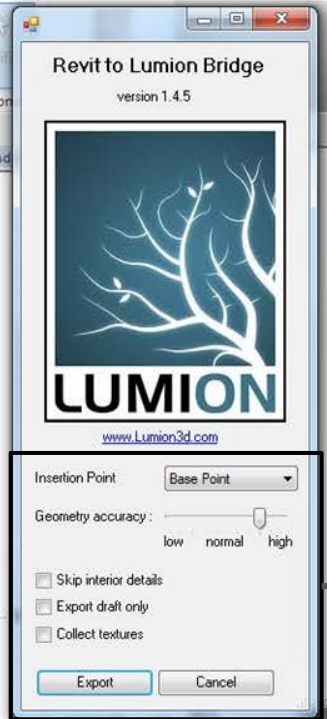 Revit to Lumion Bridge
version 1.4.5
LUMION
www.Lumion3d.com
Insertion Point Base Point
Geometry accuracy :
low normal high
Skip interior details
Export draft only
Collect textures
Export Cancel